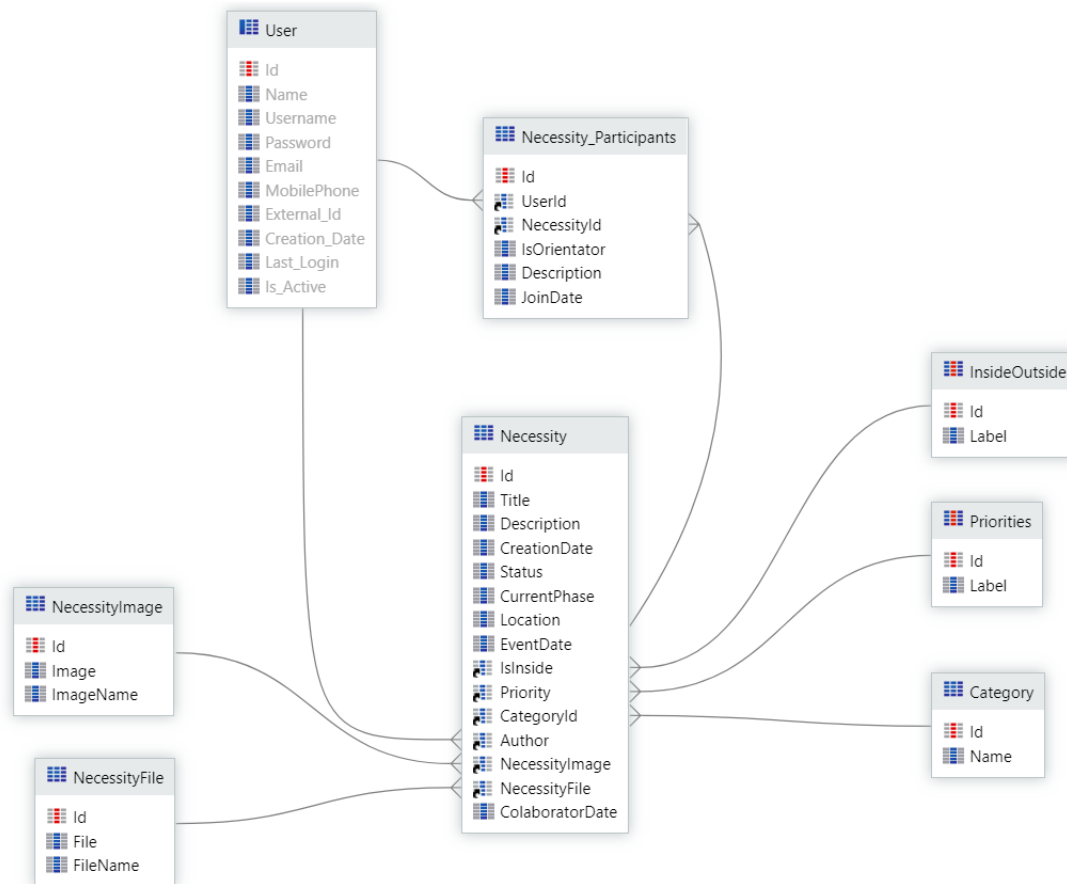 User
Id
Name
Username
Password
Email
MobilePhone
External_Id
Creation_Date
Last_Login
Is_Active
Necessity_Participants
Id
UserId
NecessityId
IsOrientator
Description
JoinDate
InsideOutside
Id
Label
Necessity
Id
Title
Description
CreationDate
Status
CurrentPhase
Location
EventDate
IsInside
Priority
CategoryId
Author
NecessityImage
NecessityFile
ColaboratorDate
Priorities
Id
Label
NecessityImage
Id
Image
ImageName
Category
Id
Name
NecessityFile
Id
File
FileName